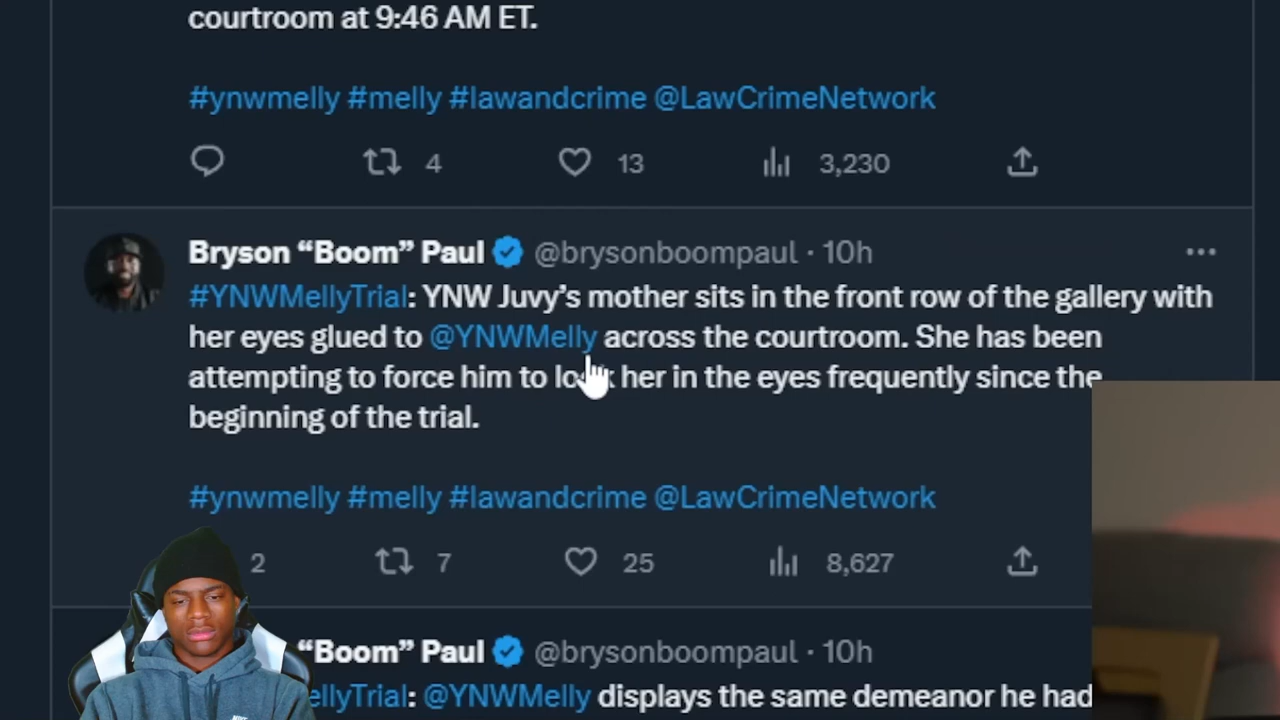 courtroom at 9:46 AM ET.
#ynwmelly #melly #lawandcrime @LawCrimeNetwork
4 13 3,230
Bryson “Boom” Paul @brysonboompaul · 10h
#YNWMellyTrial: YNW Juvy’s mother sits in the front row of the gallery with
her eyes glued to @YNWMelly across the courtroom. She has been
attempting to force him to look her in the eyes frequently since the
beginning of the trial.
#ynwmelly #melly #lawandcrime @LawCrimeNetwork
2 7 25 8,627
“Boom” Paul @brysonboompaul · 10h
ellyTrial: @YNWMelly displays the same demeanor he had